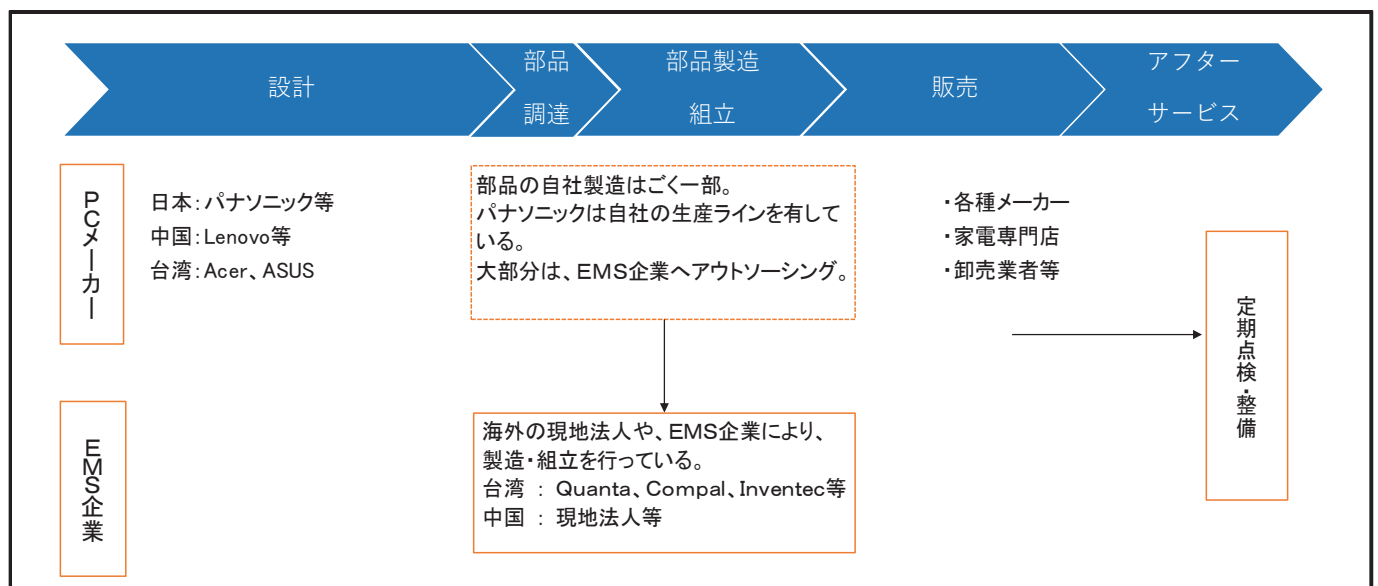 設計
部品
調達
部品製造
組立
販売
アフター
サービス
PCメーカー
日本：パナソニック等
中国：Lenovo等
台湾：Acer、ASUS
部品の自社製造はごく一部。
パナソニックは自社の生産ラインを有して
いる。
大部分は、EMS企業へアウトソーシング。
・各種メーカー
・家電専門店
・卸売業者等
定期点検・整備
EMS企業
海外の現地法人や、EMS企業により、
製造・組立を行っている。
台湾 ： Quanta、Compal、Inventec等
中国 ： 現地法人等